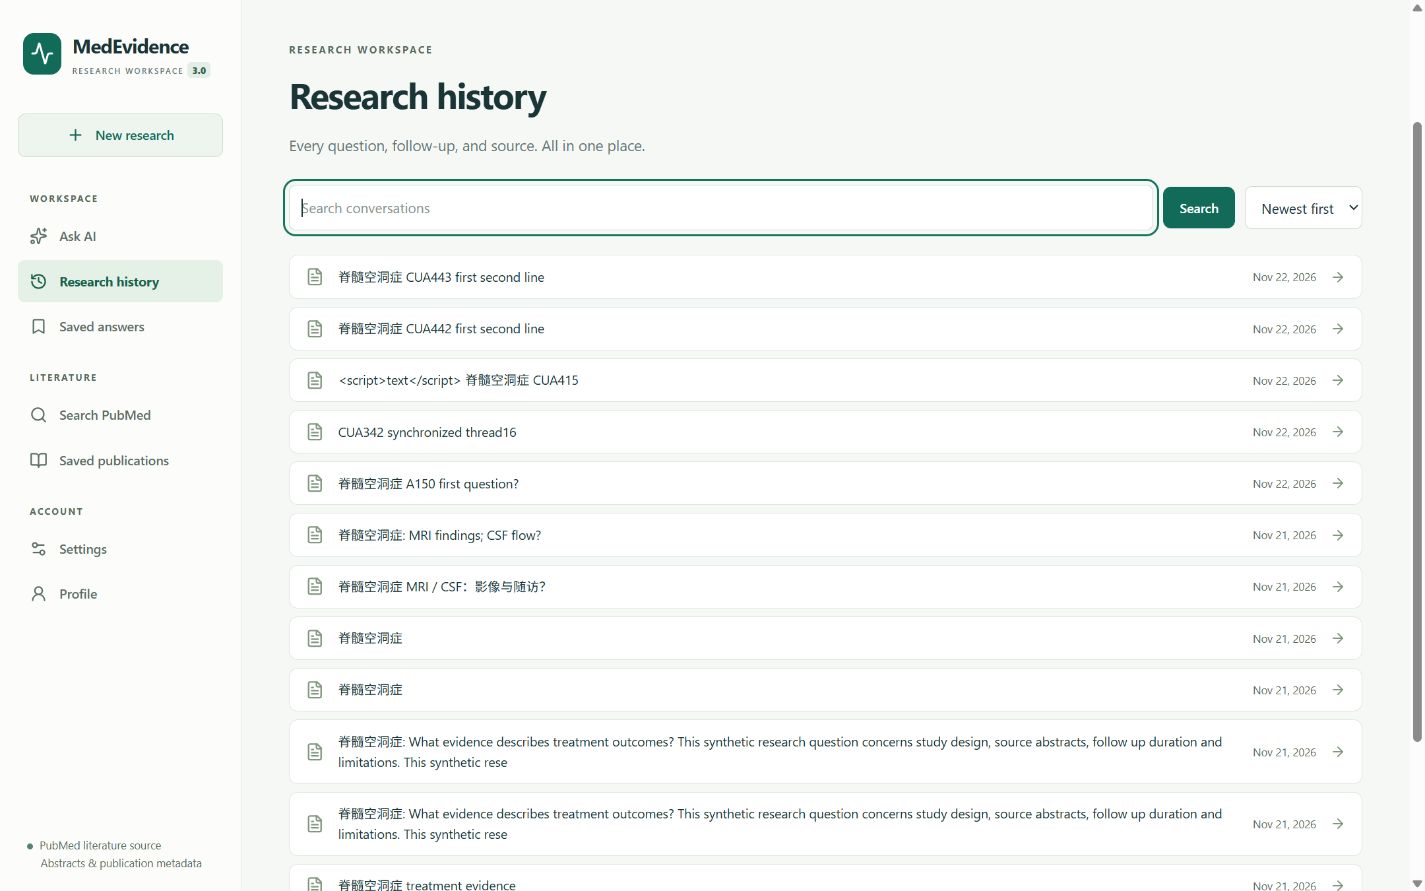 MedEvidence
RESEARCH WORKSPACE 3.0
New research
WORKSPACE
Ask AI
Research history
Saved answers
LITERATURE
Search PubMed
Saved publications
ACCOUNT
Settings
Profile
PubMed literature source
Abstracts & publication metadata
RESEARCH WORKSPACE
Research history
Every question, follow-up, and source. All in one place.
Search conversations
Search
Newest first
脊髓空洞症 CUA443 first second line
Nov 22, 2026
脊髓空洞症 CUA442 first second line
Nov 22, 2026
<script>text</script> 脊髓空洞症 CUA415
Nov 22, 2026
CUA342 synchronized thread16
Nov 22, 2026
脊髓空洞症 A150 first question?
Nov 22, 2026
脊髓空洞症: MRI findings; CSF flow?
Nov 21, 2026
脊髓空洞症 MRI / CSF：影像与随访？
Nov 21, 2026
脊髓空洞症
Nov 21, 2026
脊髓空洞症
Nov 21, 2026
脊髓空洞症: What evidence describes treatment outcomes? This synthetic research question concerns study design, source abstracts, follow up duration and
limitations. This synthetic rese
Nov 21, 2026
脊髓空洞症: What evidence describes treatment outcomes? This synthetic research question concerns study design, source abstracts, follow up duration and
limitations. This synthetic rese
Nov 21, 2026
脊髓空洞症 treatment evidence
Nov 21, 2026